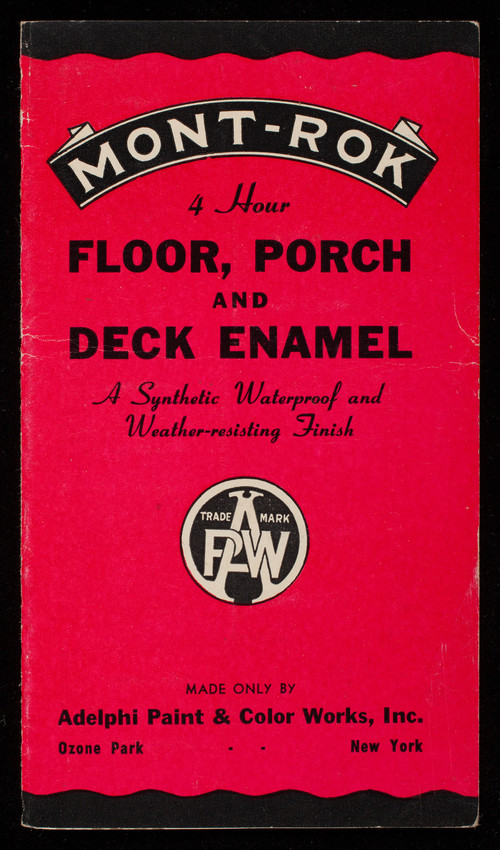 MONT-ROK
4 Hour
FLOOR, PORCH
AND
DECK ENAMEL
A Synthetic Waterproof and
Weather-resisting Finish
TRADE MARK
APAW
MADE ONLY BY
Adelphi Paint & Color Works, Inc.
Ozone Park - - New York